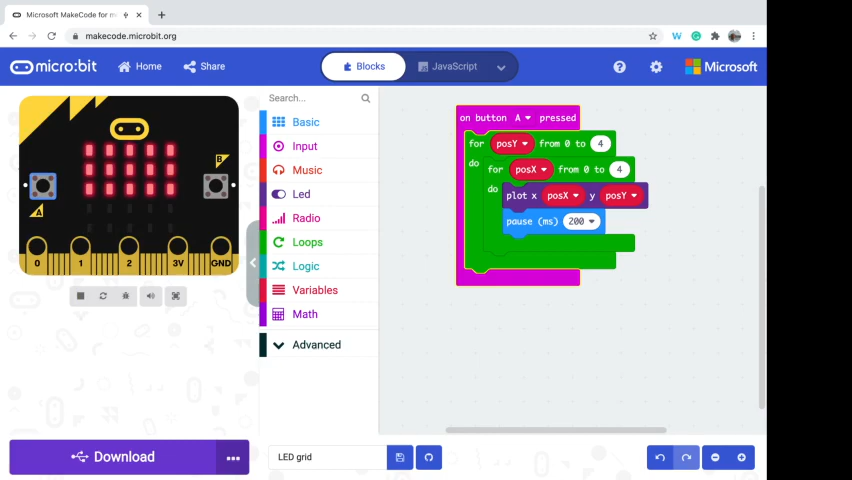 Microsoft MakeCode for m
makecode.microbit.org
micro:bit
Home
Share
Blocks
JavaScript
Microsoft
A
B
0
1
2
3V
GND
Search...
Basic
Input
Music
Led
Radio
Loops
Logic
Variables
Math
Advanced
on button A pressed
for posY from 0 to 4
do
for posX from 0 to 4
do
plot x posX y posY
pause (ms) 200
Download
LED grid